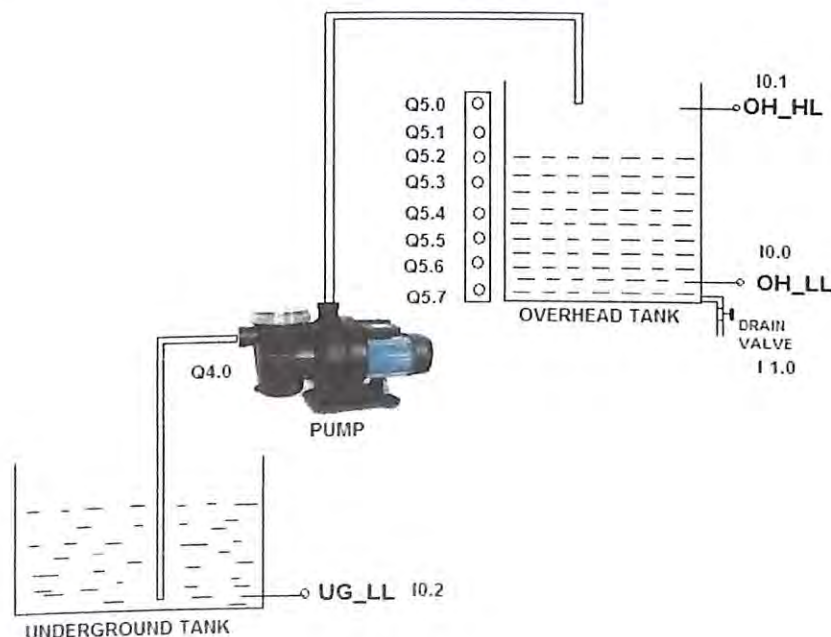 I0.1
OH_HL
Q5.0
Q5.1
Q5.2
Q5.3
Q5.4
Q5.5
Q5.6
Q5.7
I0.0
OH_LL
OVERHEAD TANK
DRAIN
VALVE
I 1.0
Q4.0
PUMP
UG_LL I0.2
UNDERGROUND TANK